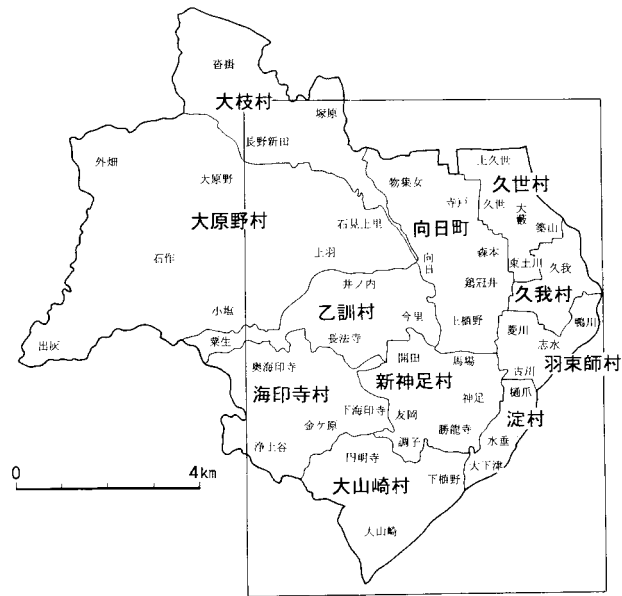 沓掛
大枝村
塚原
長野新田
外畑
大原野
大原野村
石見上里
石作
上羽
小塩
出灰
物集女
寺戸
向日町
向日
森本
鶏冠井
上植野
上久世
久世村
久世
大藪
築山
東土川
久我
久我村
鴨川
菱川
志水
羽束師村
古川
井ノ内
乙訓村
今里
粟生
長法寺
奥海印寺
海印寺村
下海印寺
金ケ原
浄土谷
開田
馬場
新神足村
神足
友岡
勝龍寺
調子
樋爪
淀村
水垂
大下津
円明寺
下植野
大山崎村
大山崎
0 4km